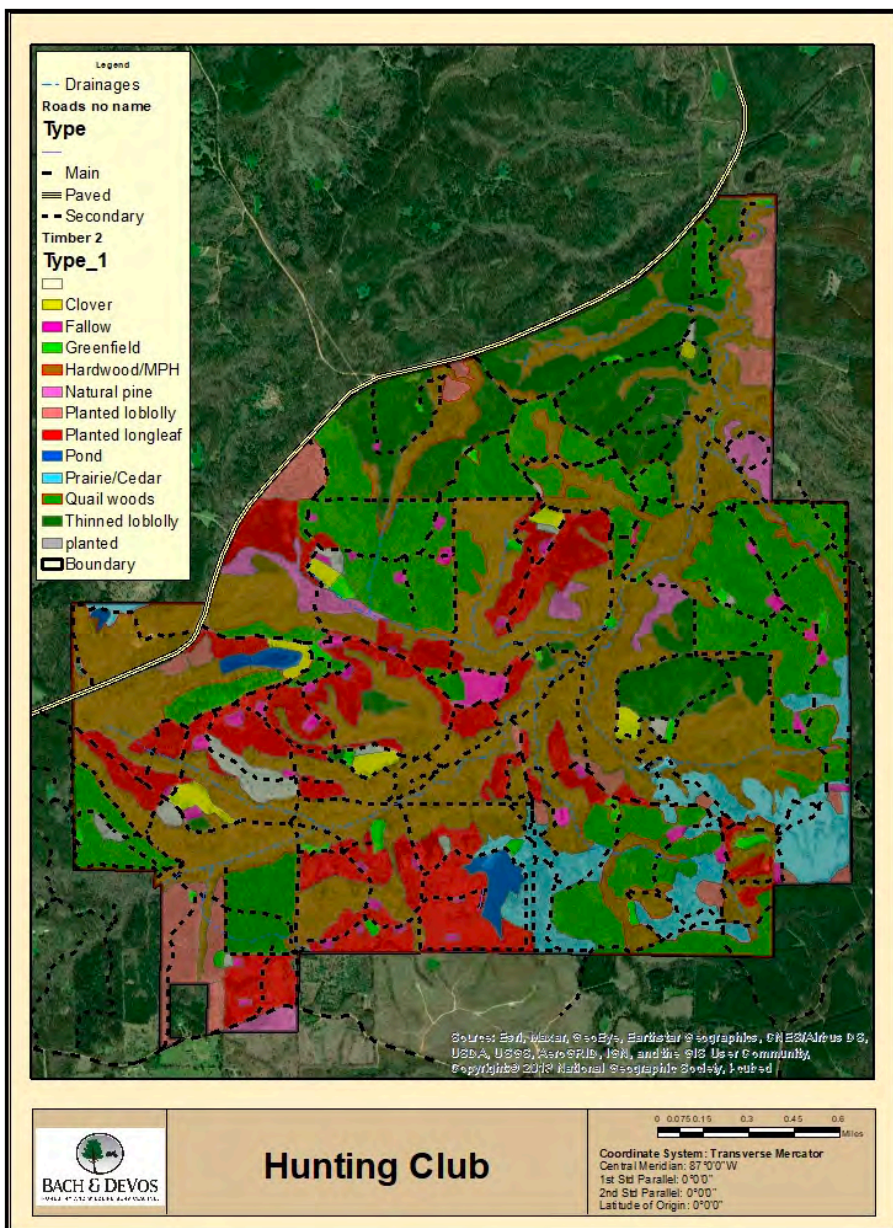 Legend
Drainages
Roads no name
Type
Main
Paved
Secondary
Timber 2
Type_1
Clover
Fallow
Greenfield
Hardwood/MPH
Natural pine
Planted loblolly
Planted longleaf
Pond
Prairie/Cedar
Quail woods
Thinned loblolly
planted
Boundary
Source: Esri, Maxar, GeoEye, Earthstar Geographics, CNES/Airbus DS,
USDA, USGS, AeroGRID, IGN, and the GIS User Community,
Copyright:© 2013 National Geographic Society, i-cubed
BACH & DEVOS
FORESTRY AND WILDLIFE SERVICES, INC.
Hunting Club
0 0.075 0.15 0.3 0.45 0.6
Miles
Coordinate System: Transverse Mercator
Central Meridian: 87°0'0"W
1st Std Parallel: 0°0'0"
2nd Std Parallel: 0°0'0"
Latitude of Origin: 0°0'0"